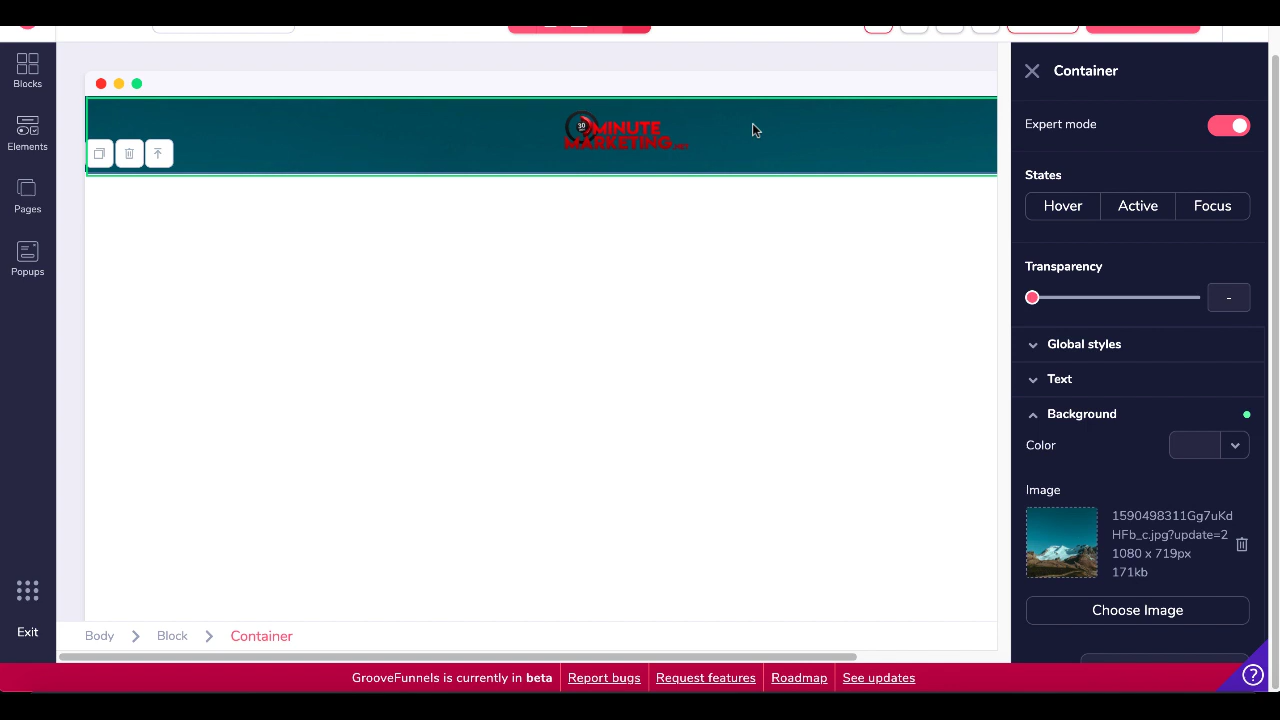 Blocks
Elements
Pages
Popups
Exit
30
MINUTE
MARKETING
Body
Block
Container
Container
Expert mode
States
Hover
Active
Focus
Transparency
-
Global styles
Text
Background
Color
Image
1590498311Gg7uKd
HFb_c.jpg?update=2
1080 x 719px
171kb
Choose Image
GrooveFunnels is currently in beta
Report bugs
Request features
Roadmap
See updates